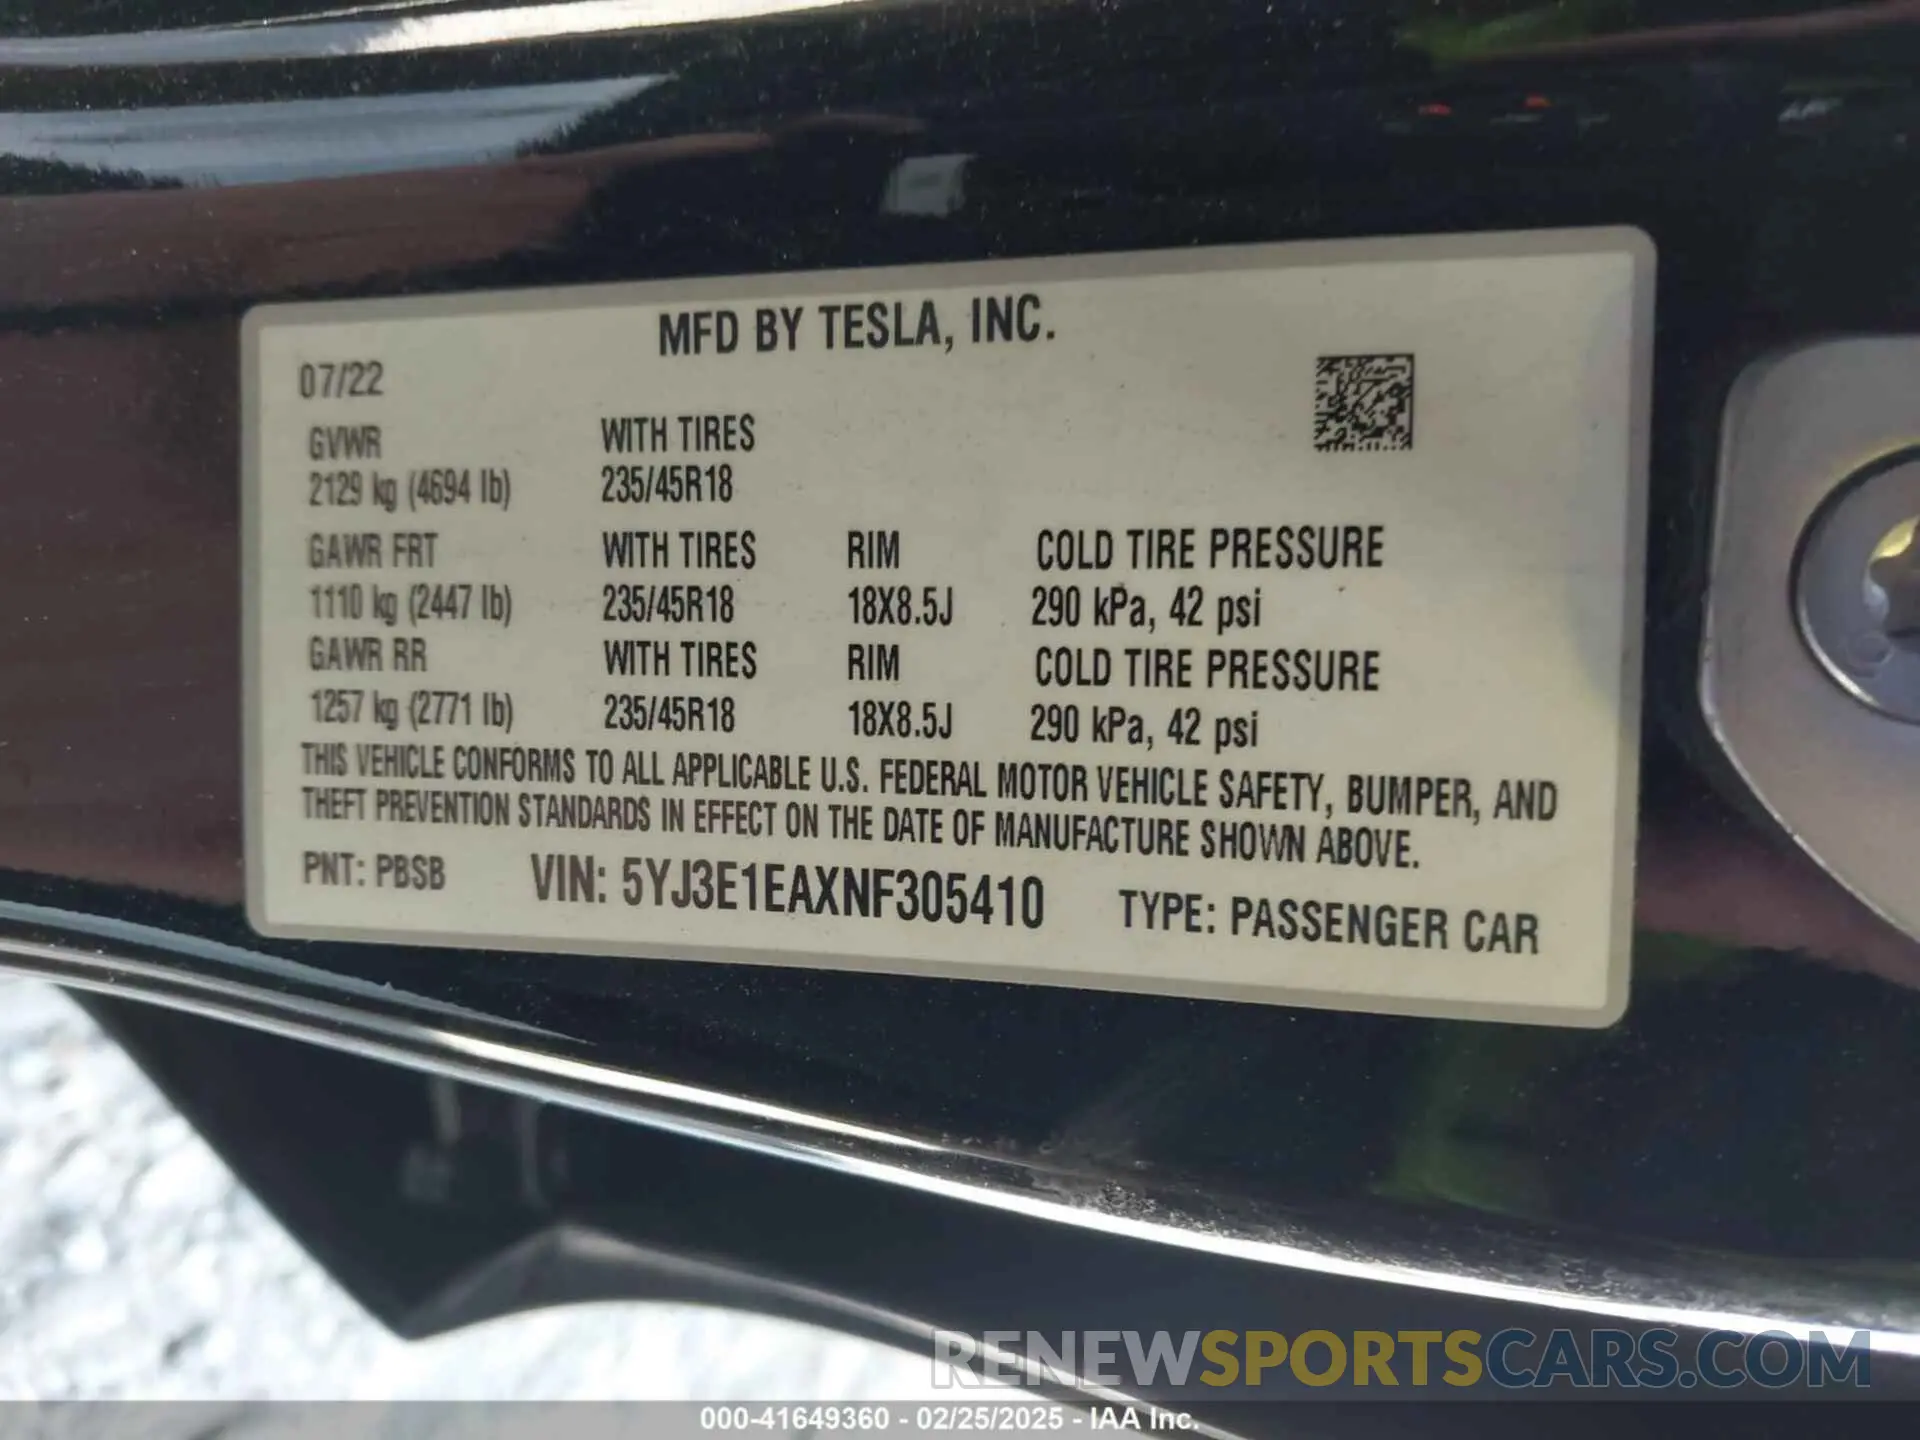 MFD BY TESLA, INC.
07/22
GVWR WITH TIRES
2129 kg (4694 lb) 235/45R18
GAWR FRT WITH TIRES RIM COLD TIRE PRESSURE
1110 kg (2447 lb) 235/45R18 18X8.5J 290 kPa, 42 psi
GAWR RR WITH TIRES RIM COLD TIRE PRESSURE
1257 kg (2771 lb) 235/45R18 18X8.5J 290 kPa, 42 psi
THIS VEHICLE CONFORMS TO ALL APPLICABLE U.S. FEDERAL MOTOR VEHICLE SAFETY, BUMPER, AND
THEFT PREVENTION STANDARDS IN EFFECT ON THE DATE OF MANUFACTURE SHOWN ABOVE.
PNT: PBSB VIN: 5YJ3E1EAXNF305410 TYPE: PASSENGER CAR
RENEWSPORTSCARS.COM
000-41649360 - 02/25/2025 - IAA Inc.